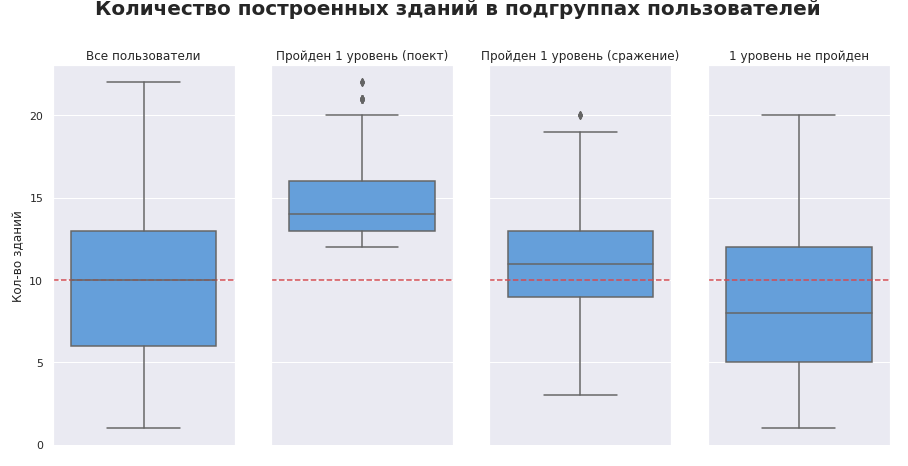 Количество построенных зданий в подгруппах пользователей
Все пользователи
Пройден 1 уровень (поект)
Пройден 1 уровень (сражение)
1 уровень не пройден
Кол-во зданий
20
15
10
5
0